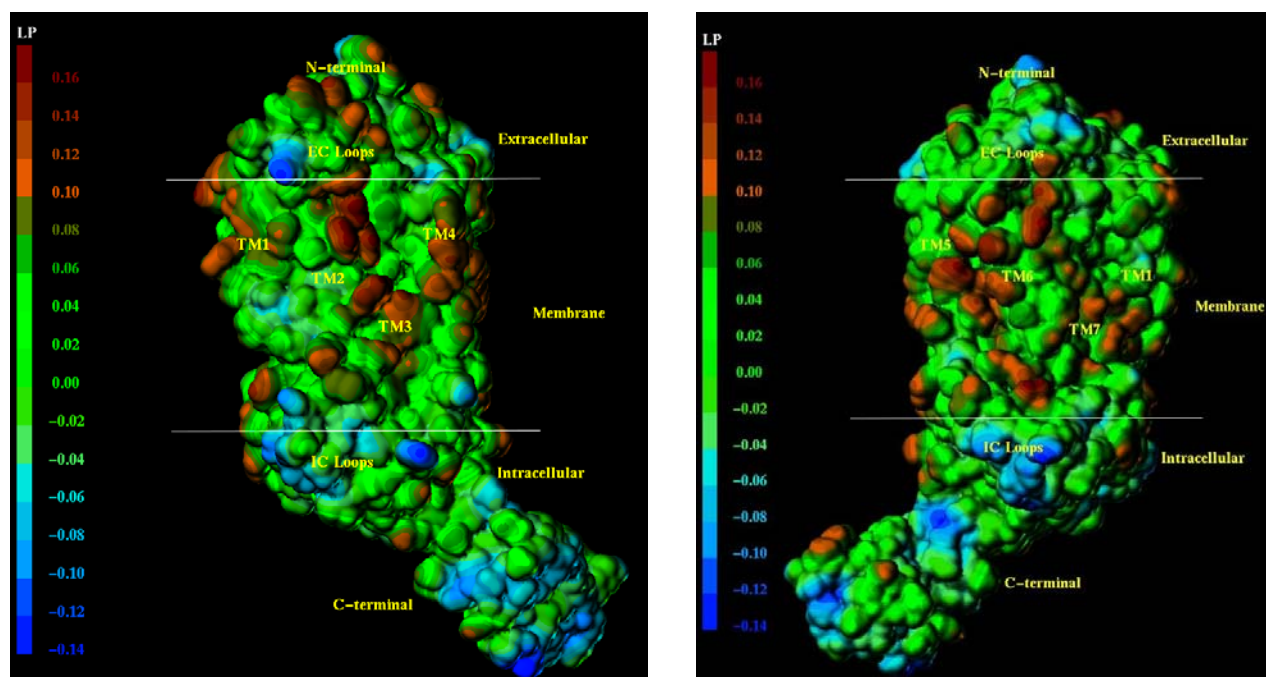 LP
0.16
0.14
0.12
0.10
0.08
0.06
0.04
0.02
0.00
−0.02
−0.04
−0.06
−0.08
−0.10
−0.12
−0.14
N−terminal
Extracellular
EC Loops
TM1
TM4
TM2
Membrane
TM3
IC Loops
Intracellular
C−terminal
LP
0.16
0.14
0.12
0.10
0.08
0.06
0.04
0.02
0.00
−0.02
−0.04
−0.06
−0.08
−0.10
−0.12
−0.14
N−terminal
Extracellular
EC Loops
TM5
TM6
TM1
Membrane
TM7
IC Loops
Intracellular
C−terminal